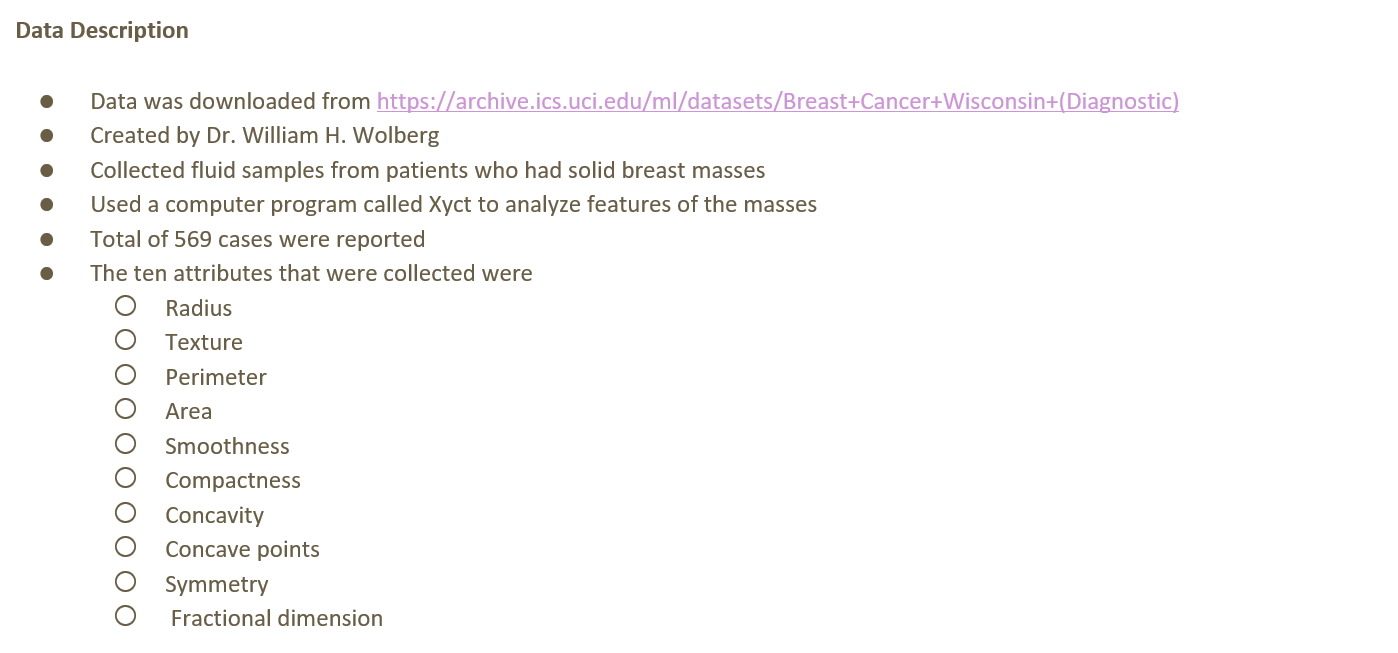 Data Description
● Data was downloaded from https://archive.ics.uci.edu/ml/datasets/Breast+Cancer+Wisconsin+(Diagnostic)
● Created by Dr. William H. Wolberg
● Collected fluid samples from patients who had solid breast masses
● Used a computer program called Xyct to analyze features of the masses
● Total of 569 cases were reported
● The ten attributes that were collected were
○ Radius
○ Texture
○ Perimeter
○ Area
○ Smoothness
○ Compactness
○ Concavity
○ Concave points
○ Symmetry
○ Fractional dimension